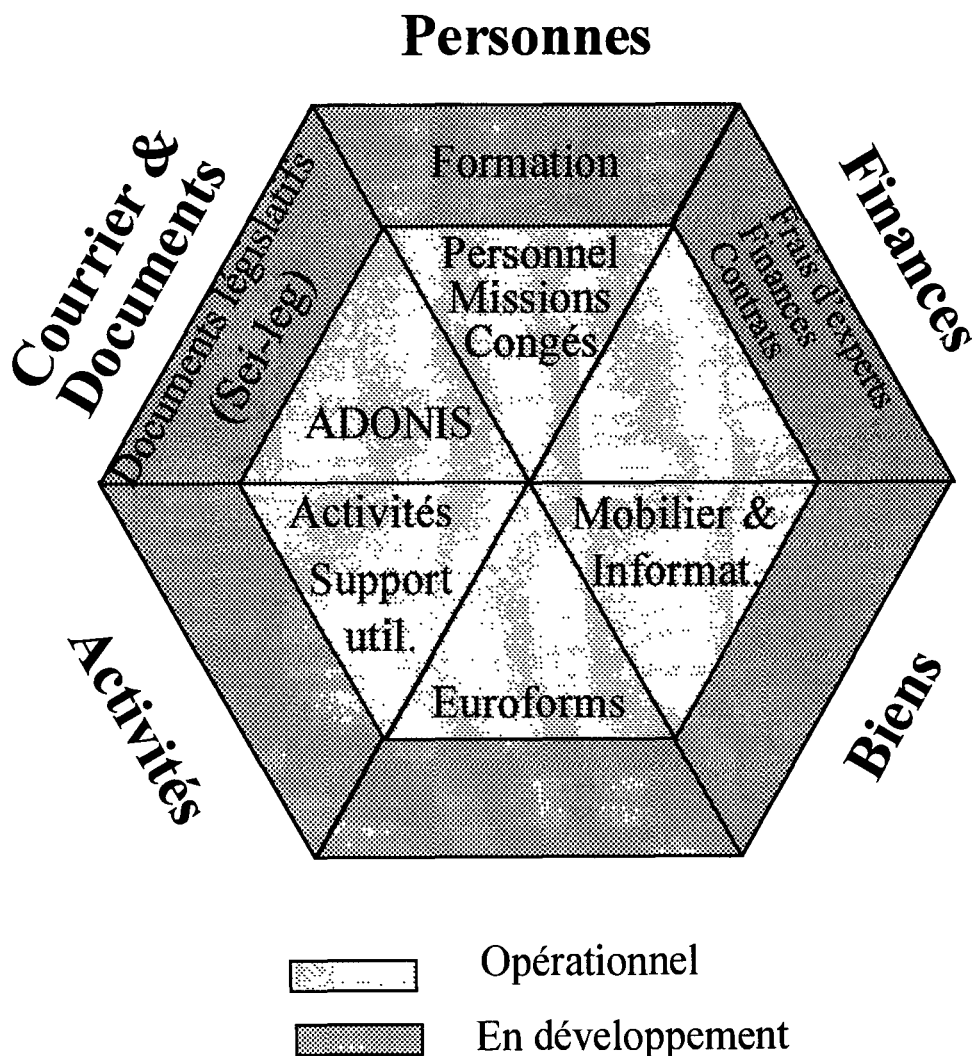 Personnes
Courrier &
Documents
Finances
Formation
Documents législatifs
(Sci-leg)
Frais d'experts
Finances
Contrats
Personnel
Missions
Congés
ADONIS
Activités
Support
util.
Mobilier &
Informat.
Euroforms
Activités
Biens
Opérationnel
En développement